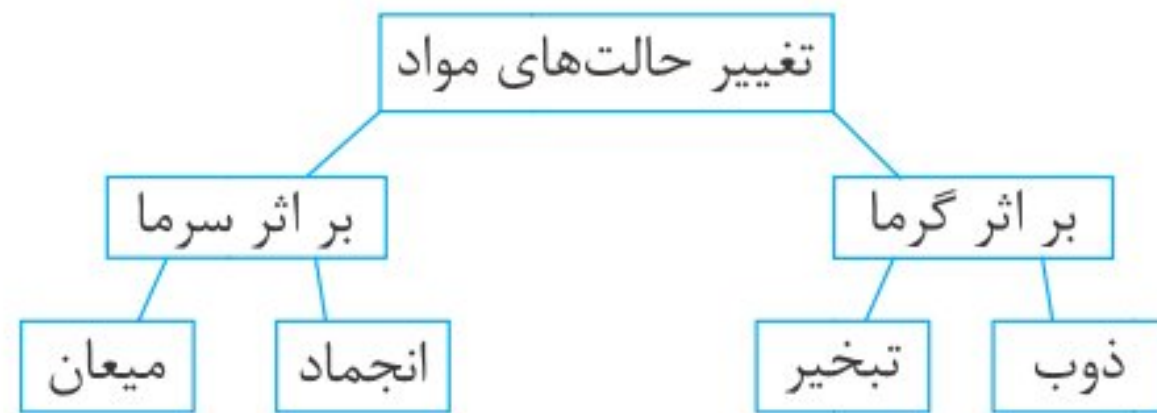 تغییر حالت‌های مواد
بر اثر گرما
بر اثر سرما
ذوب
تبخیر
انجماد
میعان